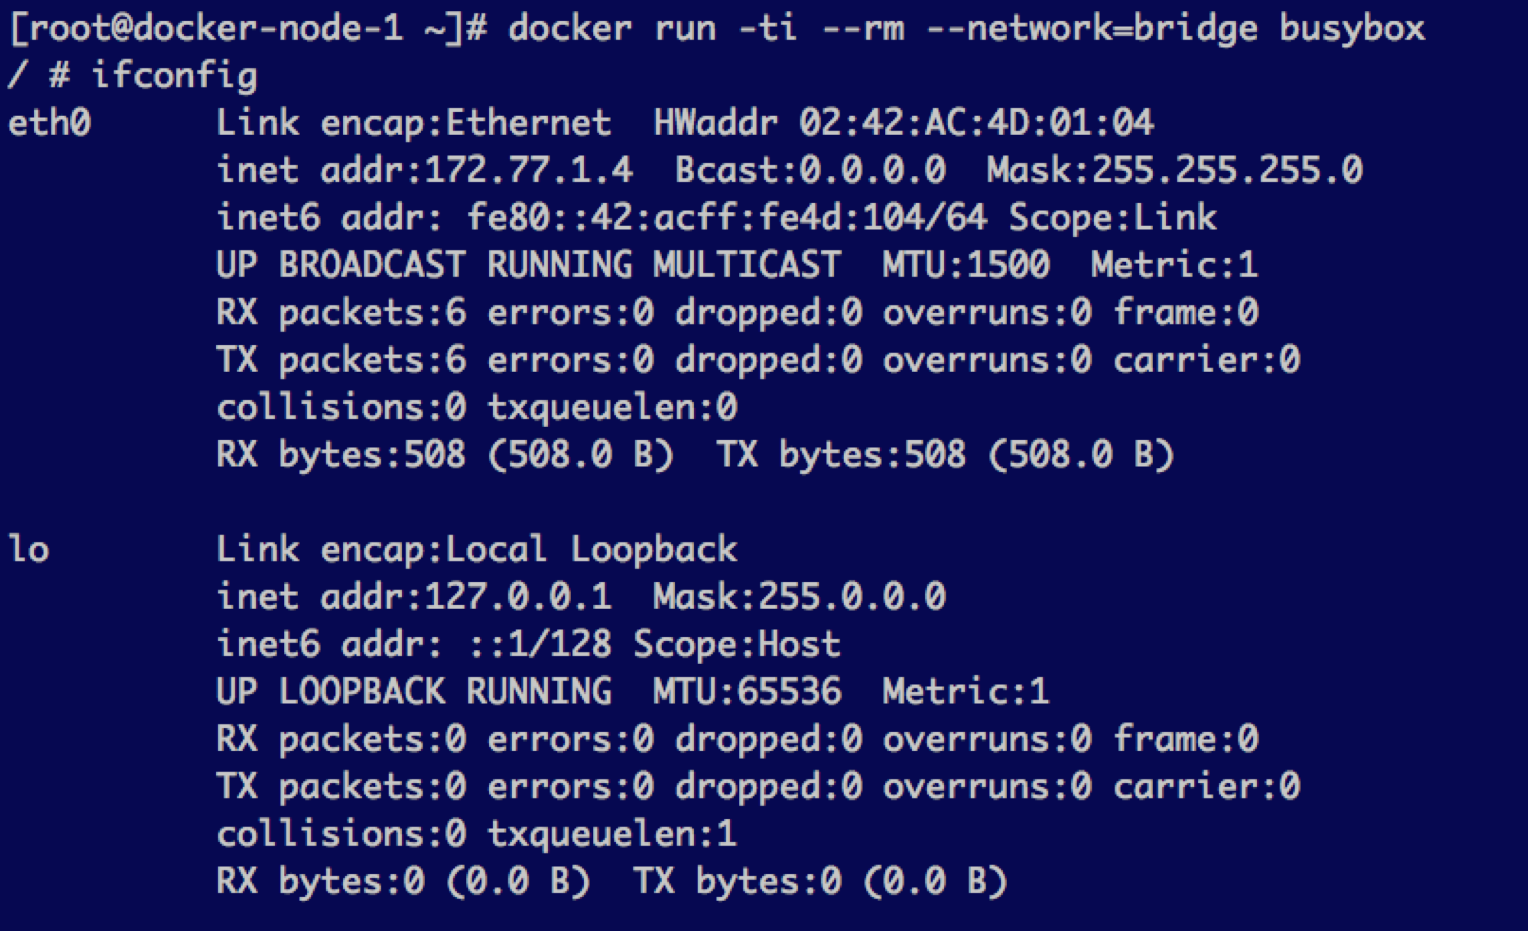 [root@docker-node-1 ~]# docker run -ti --rm --network=bridge busybox
/ # ifconfig
eth0      Link encap:Ethernet  HWaddr 02:42:AC:4D:01:04
          inet addr:172.77.1.4  Bcast:0.0.0.0  Mask:255.255.255.0
          inet6 addr: fe80::42:acff:fe4d:104/64 Scope:Link
          UP BROADCAST RUNNING MULTICAST  MTU:1500  Metric:1
          RX packets:6 errors:0 dropped:0 overruns:0 frame:0
          TX packets:6 errors:0 dropped:0 overruns:0 carrier:0
          collisions:0 txqueuelen:0
          RX bytes:508 (508.0 B)  TX bytes:508 (508.0 B)

lo        Link encap:Local Loopback
          inet addr:127.0.0.1  Mask:255.0.0.0
          inet6 addr: ::1/128 Scope:Host
          UP LOOPBACK RUNNING  MTU:65536  Metric:1
          RX packets:0 errors:0 dropped:0 overruns:0 frame:0
          TX packets:0 errors:0 dropped:0 overruns:0 carrier:0
          collisions:0 txqueuelen:1
          RX bytes:0 (0.0 B)  TX bytes:0 (0.0 B)